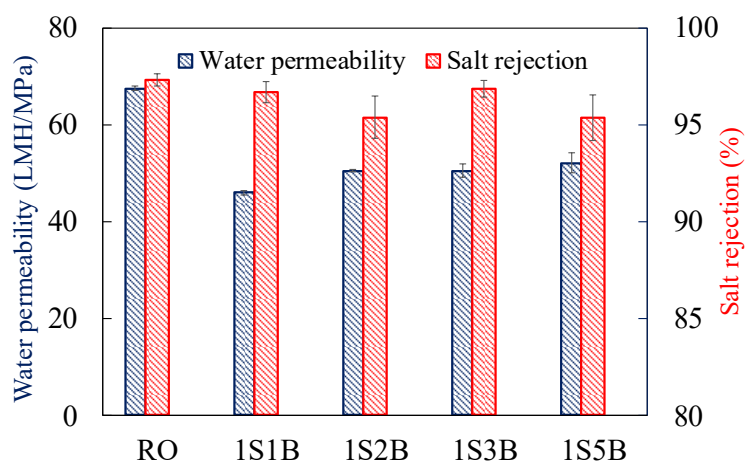 Water permeability (LMH/MPa)
80
60
40
20
0
Water permeability
Salt rejection
100
95
90
85
80
Salt rejection (%)
RO 1S1B 1S2B 1S3B 1S5B